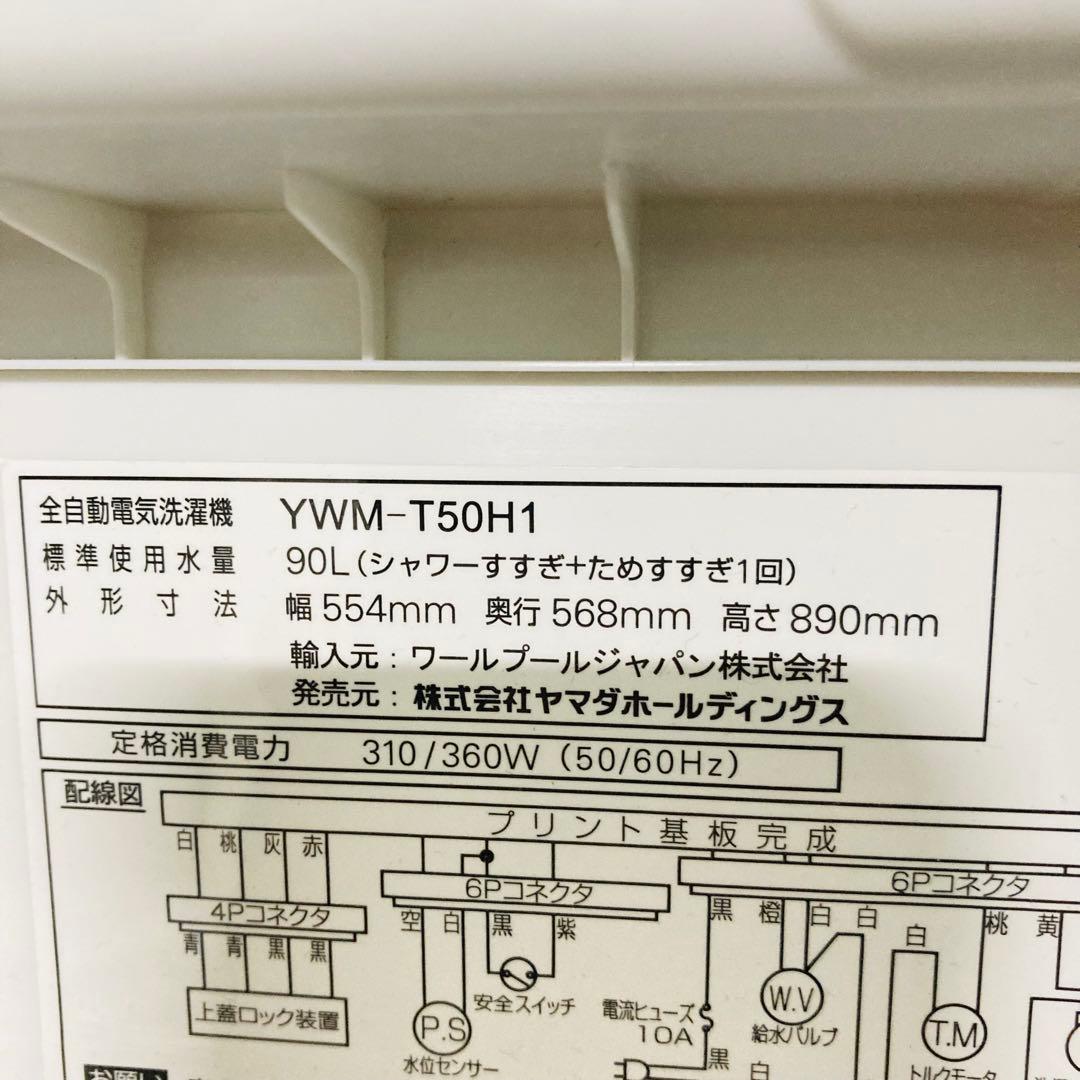 全自動電気洗濯機 YWM-T50H1
標準使用水量 90L(シャワーすすぎ+ためすすぎ1回)
外形寸法 幅554mm 奥行568mm 高さ890mm
輸入元:ワールプールジャパン株式会社
発売元:株式会社ヤマダホールディングス
定格消費電力 310/360W(50/60Hz)
配線図
プリント基板完成
白 桃 灰 赤
6Pコネクタ
6Pコネクタ
4Pコネクタ
空 白 黒 紫
黒 橙 白 白 白 桃 黄
青 青 黒 黒
上蓋ロック装置
安全スイッチ
P.S
水位センサー
電流ヒューズ
10A
W.V
給水バルブ
T.M
トルクモータ
黒 白
お願い